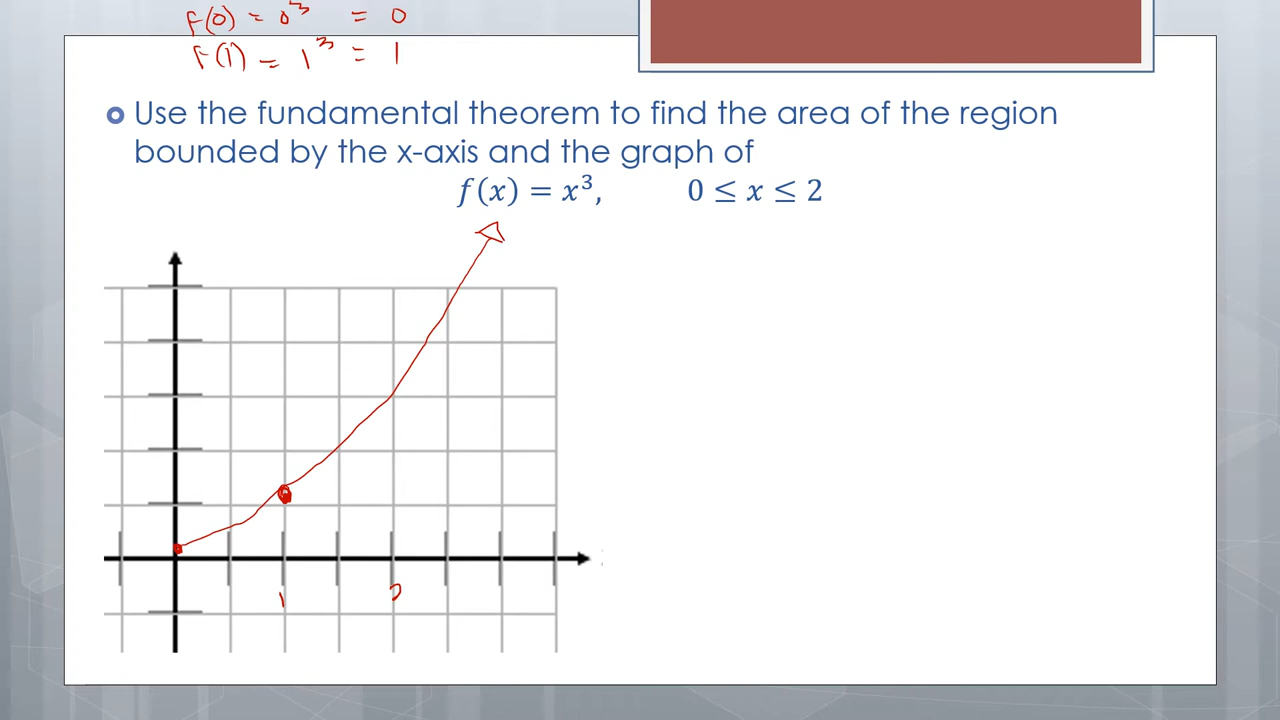 f(0) = 0³ = 0
f(1) = 1³ = 1
Use the fundamental theorem to find the area of the region
bounded by the x-axis and the graph of
f(x) = x³, 0 ≤ x ≤ 2
1 2